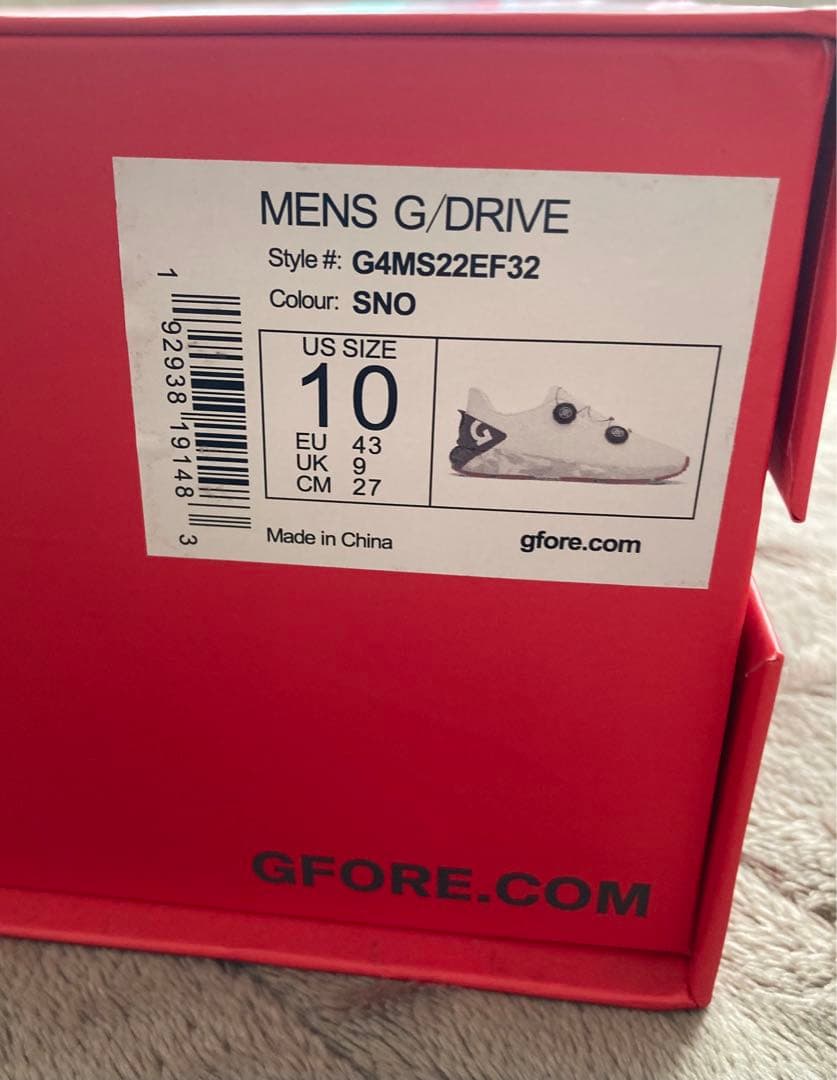 MENS G/DRIVE
Style #: G4MS22EF32
Colour: SNO
US SIZE
10
EU 43
UK 9
CM 27
Made in China
gfore.com
1 92938 19148 3
GFORE.COM